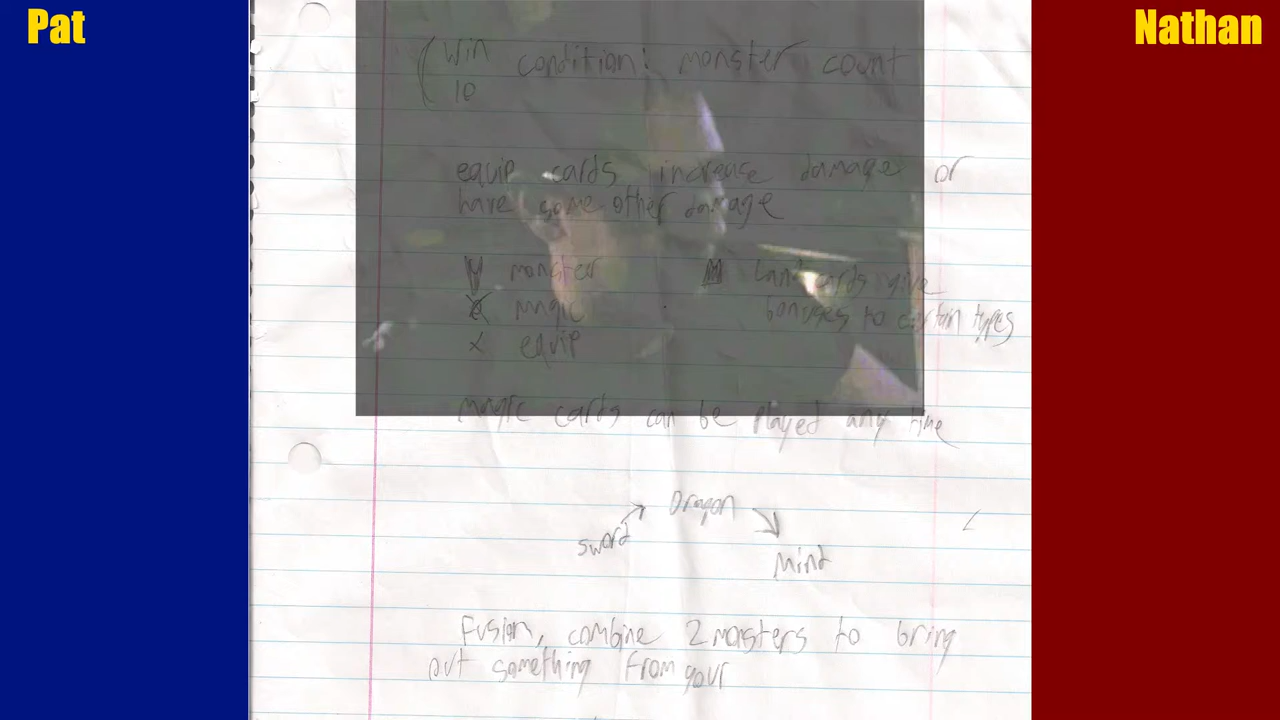 Pat
Nathan
(Win condition: monster count
10
equip cards increase damage or
have some other damage
monster
M Land cards give
magic
bonuses to certain types
x equip
magic cards can be played any time
Dragon
sword
Mind
Fusion, combine 2 monsters to bring
out something from your